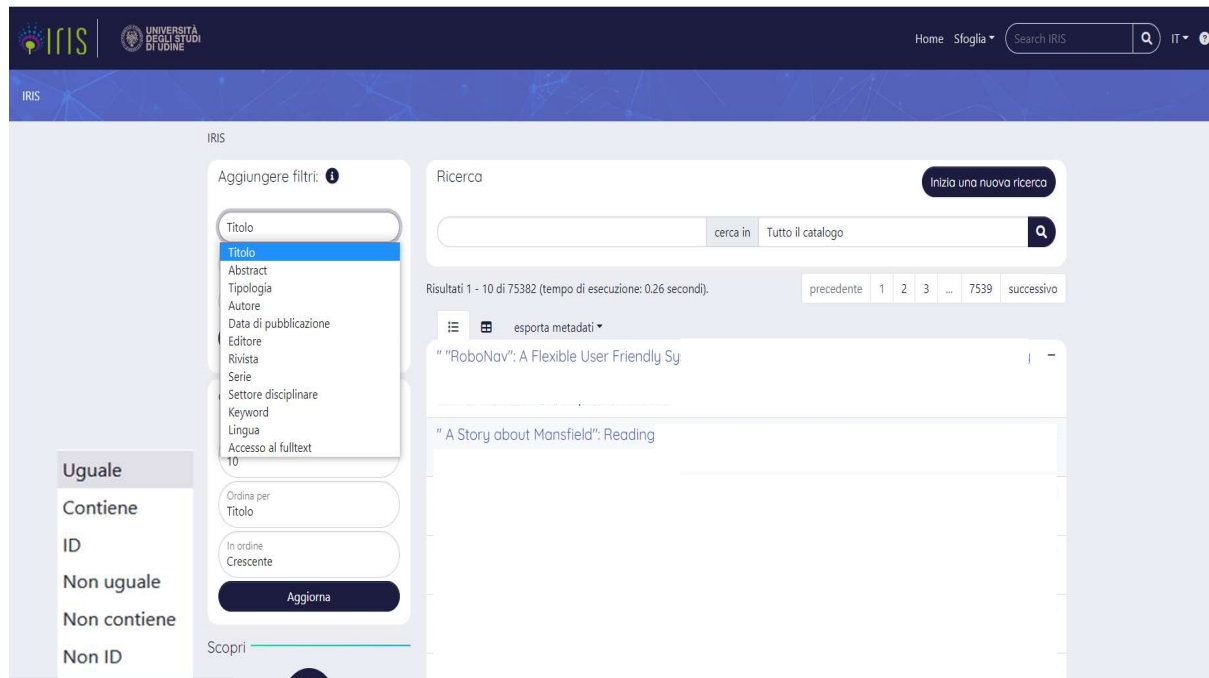 IRIS
UNIVERSITÀ
DEGLI STUDI
DI UDINE
Home Sfoglia Search IRIS IT
IRIS
IRIS
Aggiungere filtri:
Titolo
Titolo
Abstract
Tipologia
Autore
Data di pubblicazione
Editore
Rivista
Serie
Settore disciplinare
Keyword
Lingua
Accesso al fulltext
10
Ordina per
Titolo
In ordine
Crescente
Aggiorna
Scopri
Uguale
Contiene
ID
Non uguale
Non contiene
Non ID
Ricerca
Inizia una nuova ricerca
cerca in Tutto il catalogo
Risultati 1 - 10 di 75382 (tempo di esecuzione: 0.26 secondi).
precedente 1 2 3 ... 7539 successivo
esporta metadati
" "RoboNav": A Flexible User Friendly Sy
" A Story about Mansfield": Reading